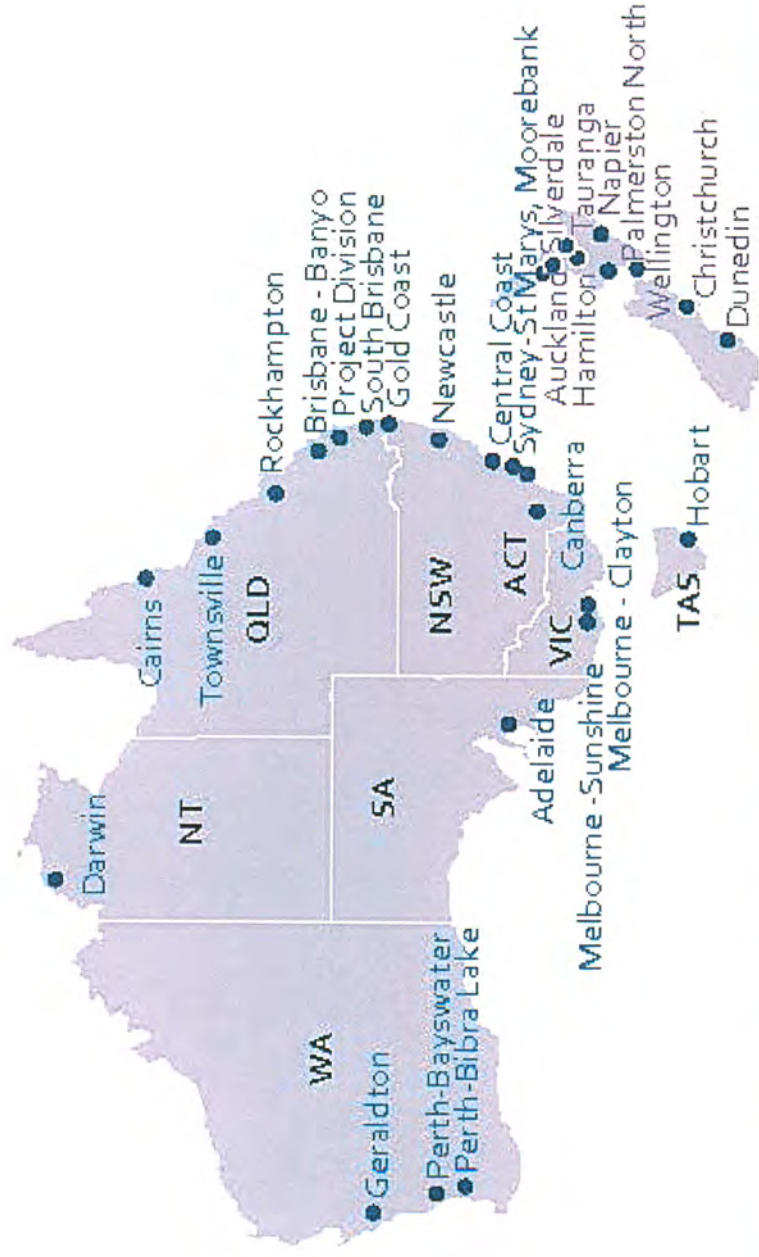 Darwin
Cairns
Townsville
NT
QLD
Rockhampton
WA
SA
Brisbane - Banyo
Project Division
South Brisbane
Gold Coast
Geraldton
NSW
Newcastle
Perth-Bayswater
Perth-Bibra Lake
Central Coast
Sydney-St Marys, Moorebank
ACT
Adelaide
Auckland
Silverdale
VIC
Canberra
Hamilton
Tauranga
Melbourne -Sunshine
Napier
Melbourne - Clayton
Palmerston North
Wellington
TAS
Hobart
Christchurch
Dunedin